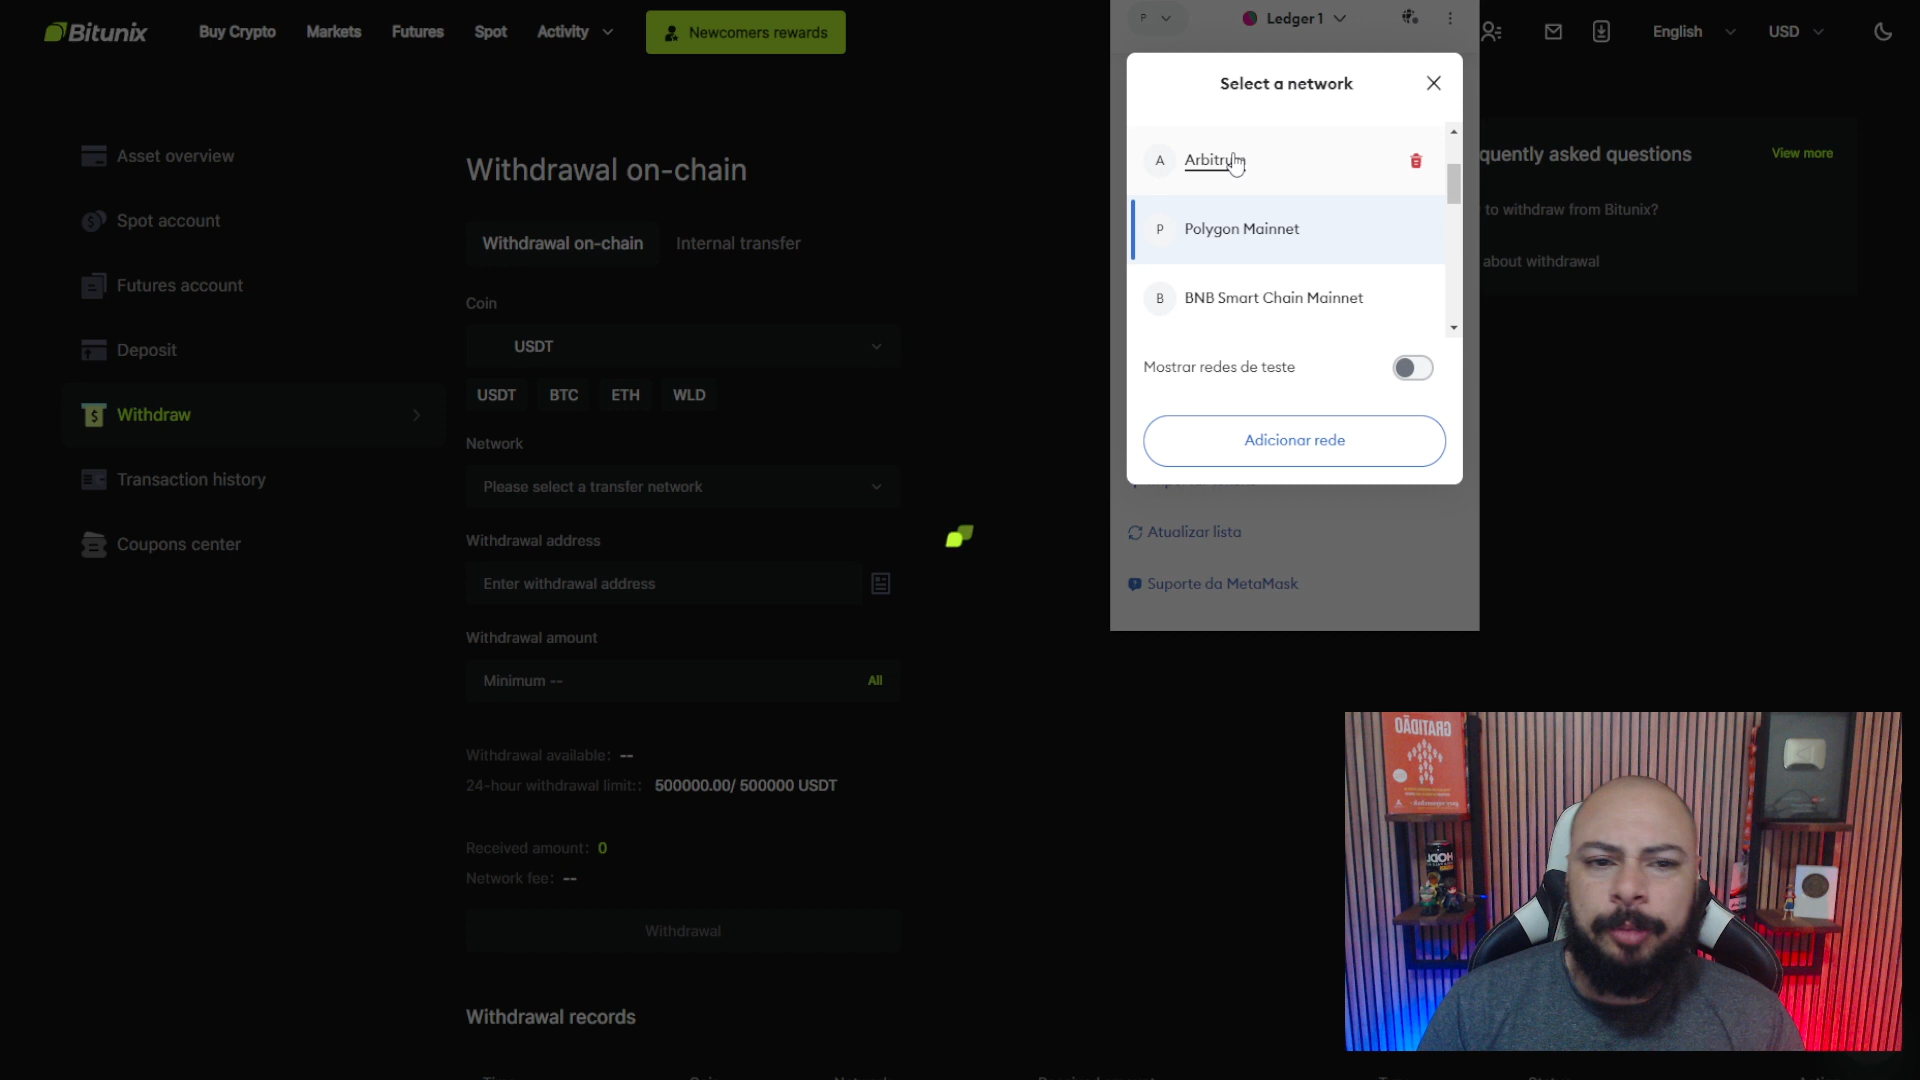 Bitunix
Buy Crypto
Markets
Futures
Spot
Activity
Newcomers rewards
P
Ledger 1
English
USD
Select a network
A
Arbitrum
P
Polygon Mainnet
B
BNB Smart Chain Mainnet
Mostrar redes de teste
Adicionar rede
Atualizar lista
Suporte da MetaMask
quently asked questions
View more
to withdraw from Bitunix?
about withdrawal
Asset overview
Spot account
Futures account
Deposit
Withdraw
Transaction history
Coupons center
Withdrawal on-chain
Withdrawal on-chain
Internal transfer
Coin
USDT
USDT
BTC
ETH
WLD
Network
Please select a transfer network
Withdrawal address
Enter withdrawal address
Withdrawal amount
Minimum --
All
Withdrawal available: --
24-hour withdrawal limit:: 500000.00/ 500000 USDT
Received amount: 0
Network fee: --
Withdrawal
Withdrawal records
GRATIDÃO